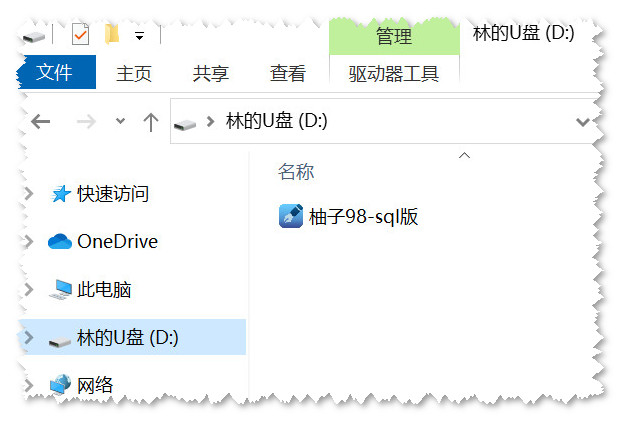 管理
林的U盘 (D:)
文件
主页
共享
查看
驱动器工具
林的U盘 (D:)
名称
快速访问
柚子98-sql版
OneDrive
此电脑
林的U盘 (D:)
网络